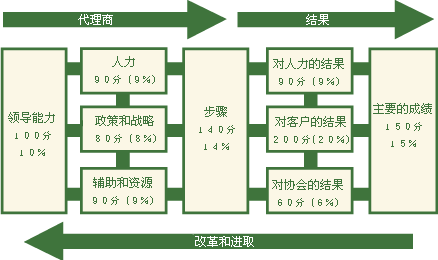 代理商
结果
领导能力
100分
10%
人力
90分（9%）
政策和战略
80分（8%）
辅助和资源
90分（9%）
步骤
140分
14%
对人力的结果
90分（9%）
对客户的结果
200分(20%)
对协会的结果
60分（6%）
主要的成绩
150分
15%
改革和进取